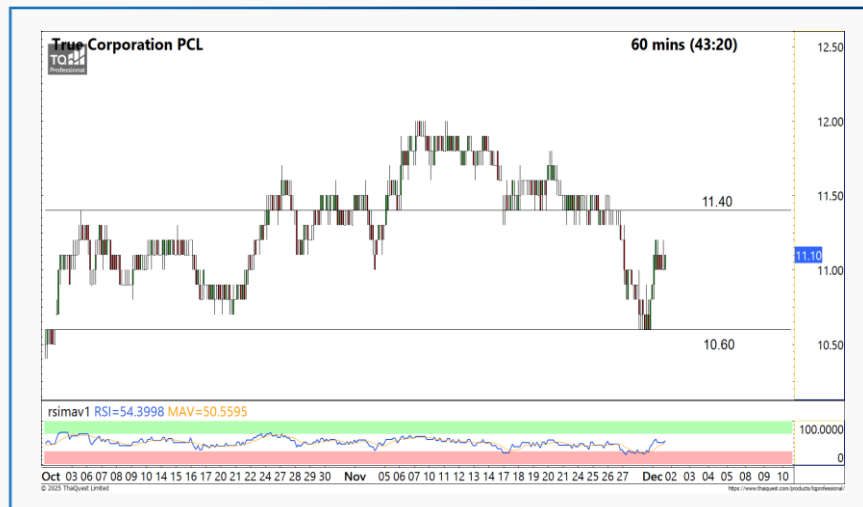 True Corporation PCL
60 mins (43:20)
TQ
Professional
12.50
12.00
11.50
11.40
11.10
11.00
10.60
10.50
rsimav1 RSI=54.3998 MAV=50.5595
100.0000
0
Oct 03 06 07 08 09 10 14 15 16 17 20 21 22 24 27 28 29 30 Nov 05 06 07 10 11 12 13 14 17 18 19 20 21 24 25 26 27 Dec 02 03 04 05 08 09 10
© 2025 ThaiQuest Limited
https://www.thaiquest.com/products/tqprofessional/